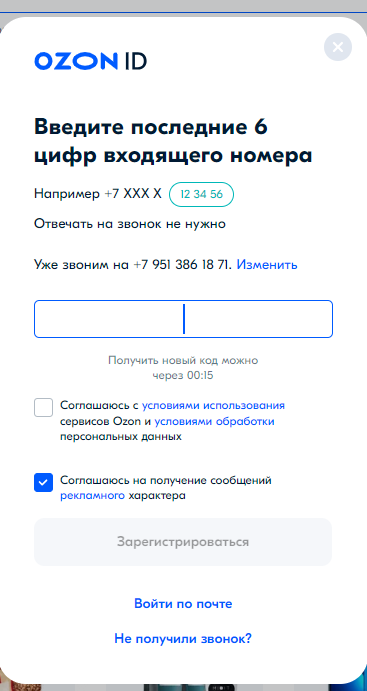 OZON ID
Введите последние 6
цифр входящего номера
Например +7 XXX X 12 34 56
Отвечать на звонок не нужно
Уже звоним на +7 951 386 18 71. Изменить
Получить новый код можно
через 00:15
Соглашаюсь с условиями использования
сервисов Ozon и условиями обработки
персональных данных
Соглашаюсь на получение сообщений
рекламного характера
Зарегистрироваться
Войти по почте
Не получили звонок?